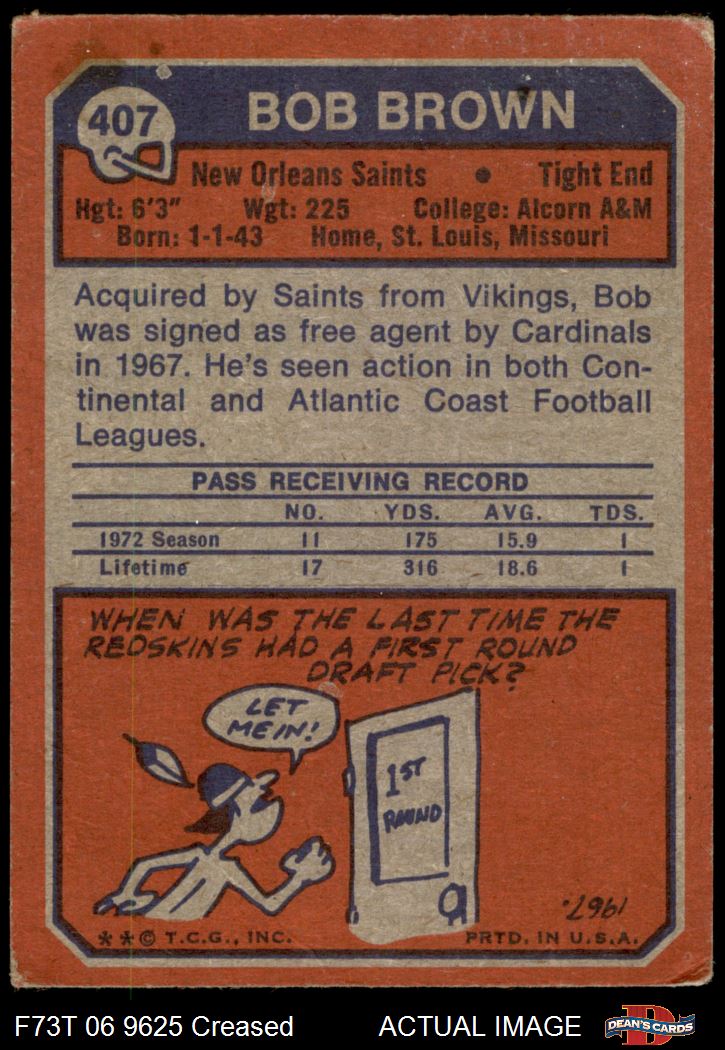 407
BOB BROWN
New Orleans Saints • Tight End
Hgt: 6'3" Wgt: 225 College: Alcorn A&M
Born: 1-1-43 Home, St. Louis, Missouri
Acquired by Saints from Vikings, Bob
was signed as free agent by Cardinals
in 1967. He's seen action in both Con-
tinental and Atlantic Coast Football
Leagues.
PASS RECEIVING RECORD
NO. YDS. AVG. TDS.
1972 Season 11 175 15.9 1
Lifetime 17 316 18.6 1
WHEN WAS THE LAST TIME THE
REDSKINS HAD A FIRST ROUND
DRAFT PICK?
LET
ME IN!
1ST
ROUND
1967.
**© T.C.G., INC. PRTD. IN U.S.A.
F73T 06 9625 Creased ACTUAL IMAGE
DEAN'S CARDS